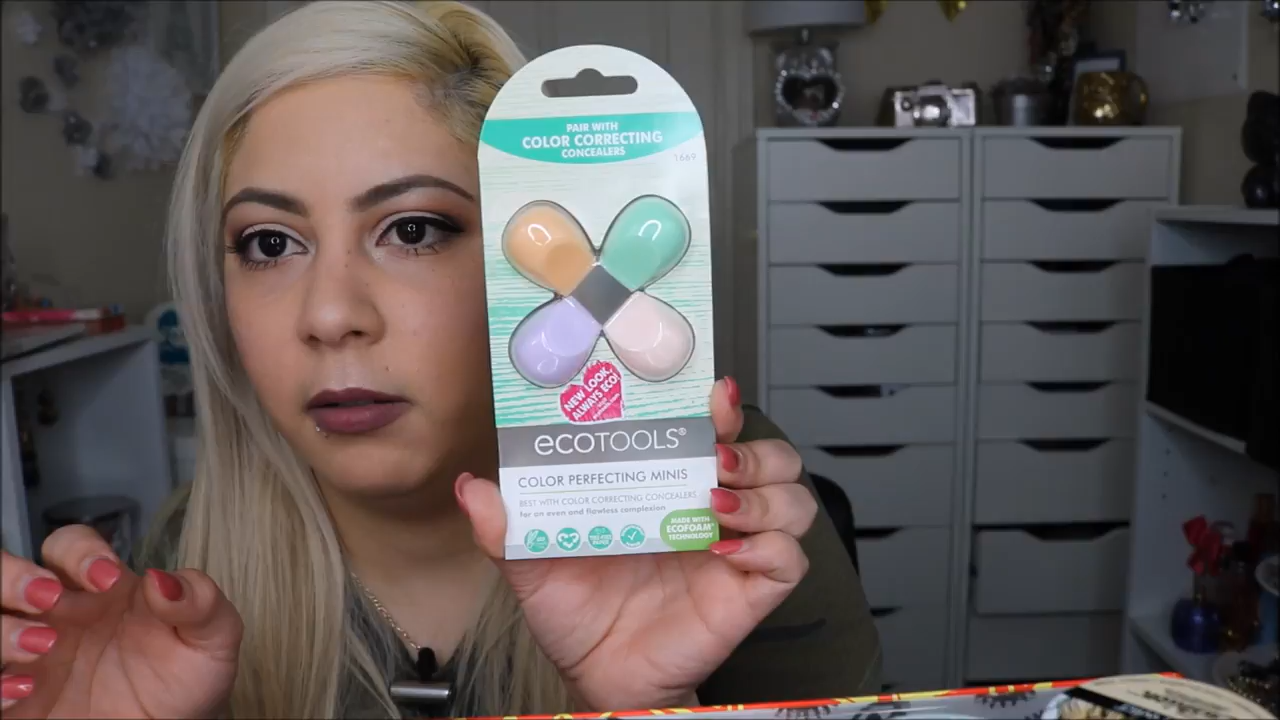 PAIR WITH
COLOR CORRECTING
CONCEALERS
1669
NEW LOOK,
ALWAYS ECO!
ECOTOOLS®
COLOR PERFECTING MINIS
BEST WITH COLOR CORRECTING CONCEALERS
for an even and flawless complexion
MADE WITH
ECOFOAM
TECHNOLOGY